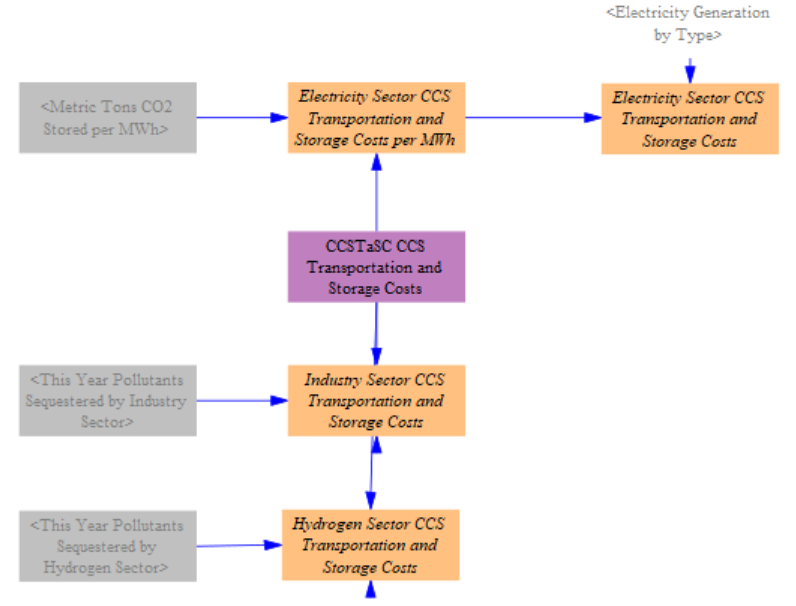 <Electricity Generation
by Type>
<Metric Tons CO2
Stored per MWh>
Electricity Sector CCS
Transportation and
Storage Costs per MWh
Electricity Sector CCS
Transportation and
Storage Costs
CCSTaSC CCS
Transportation and
Storage Costs
<This Year Pollutants
Sequestered by Industry
Sector>
Industry Sector CCS
Transportation and
Storage Costs
<This Year Pollutants
Sequestered by
Hydrogen Sector>
Hydrogen Sector CCS
Transportation and
Storage Costs